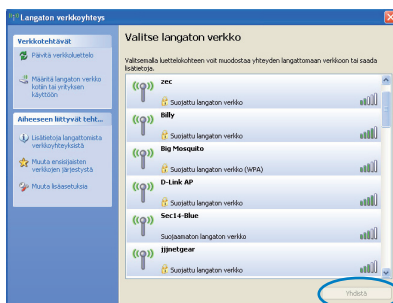 Langaton verkkoyhteys
Verkkotehtävät
Päivitä verkkoluettelo
Määritä langaton verkko
kotiin tai yrityksen
käyttöön
Aiheeseen liittyvät teht...
Lisätietoja langattomista
verkkoyhteyksistä
Muuta ensisijaisten
verkkojen järjestystä
Muuta lisäasetuksia
Valitse langaton verkko
Valitsemalla luettelokohteen voit muodostaa yhteyden langattomaan verkkoon tai saada
lisätietoja.
zec
Suojattu langaton verkko
Billy
Suojattu langaton verkko
Big Mosquito
Suojattu langaton verkko (WPA)
D-Link AP
Suojattu langaton verkko
Sec14-Blue
Suojaamaton langaton verkko
jjjnetgear
Suojattu langaton verkko
Yhdistä